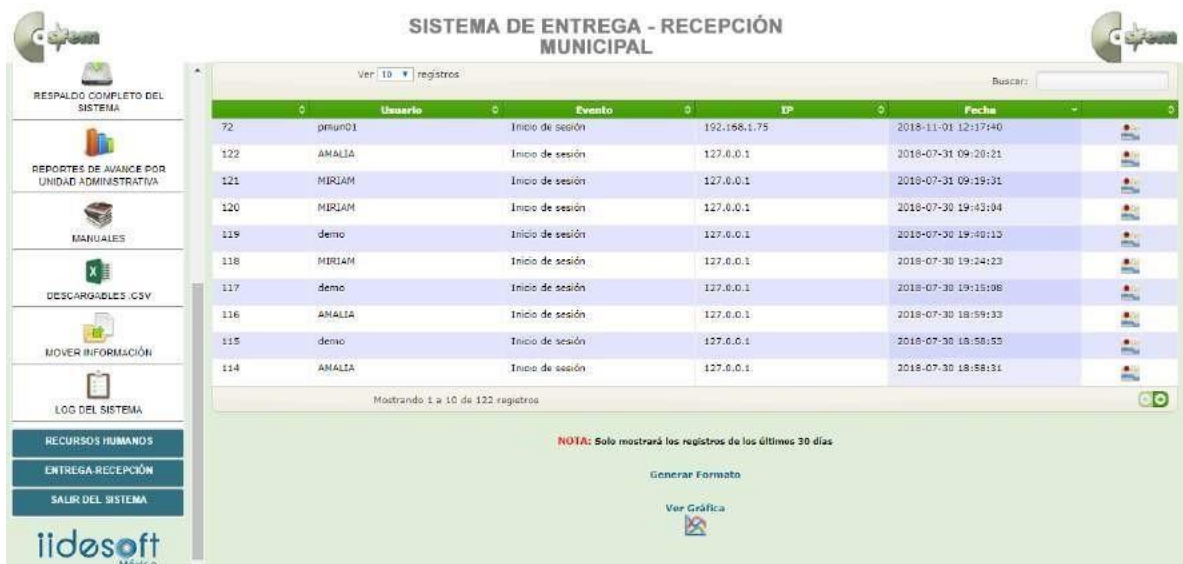 SISTEMA DE ENTREGA - RECEPCIÓN
MUNICIPAL
RESPALDO COMPLETO DEL
SISTEMA
REPORTES DE AVANCE POR
UNIDAD ADMINISTRATIVA
MANUALES
DESCARGABLES .CSV
MOVER INFORMACIÓN
LOG DEL SISTEMA
RECURSOS HUMANOS
ENTREGA-RECEPCIÓN
SALIR DEL SISTEMA
iidesoft
México
Ver 10 registros
Buscar:
Usuario Evento IP Fecha
72 pmun01 Inicio de sesión 192.168.1.75 2018-11-01 12:17:40
122 AMALIA Inicio de sesión 127.0.0.1 2018-07-31 09:20:21
121 MIRIAM Inicio de sesión 127.0.0.1 2018-07-31 09:19:31
120 MIRIAM Inicio de sesión 127.0.0.1 2018-07-30 19:43:04
119 demo Inicio de sesión 127.0.0.1 2018-07-30 19:40:13
118 MIRIAM Inicio de sesión 127.0.0.1 2018-07-30 19:24:23
117 demo Inicio de sesión 127.0.0.1 2018-07-30 19:15:08
116 AMALIA Inicio de sesión 127.0.0.1 2018-07-30 18:59:33
115 demo Inicio de sesión 127.0.0.1 2018-07-30 18:58:53
114 AMALIA Inicio de sesión 127.0.0.1 2018-07-30 18:58:31
Mostrando 1 a 10 de 122 registros
NOTA: Solo mostrará los registros de los últimos 30 días
Generar Formato
Ver Gráfica